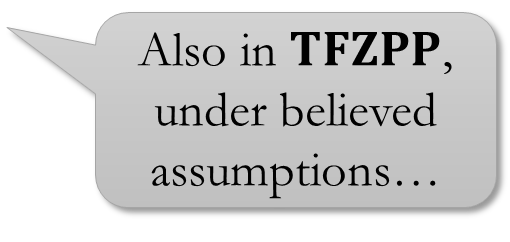 Also in TFZPP,
under believed
assumptions…